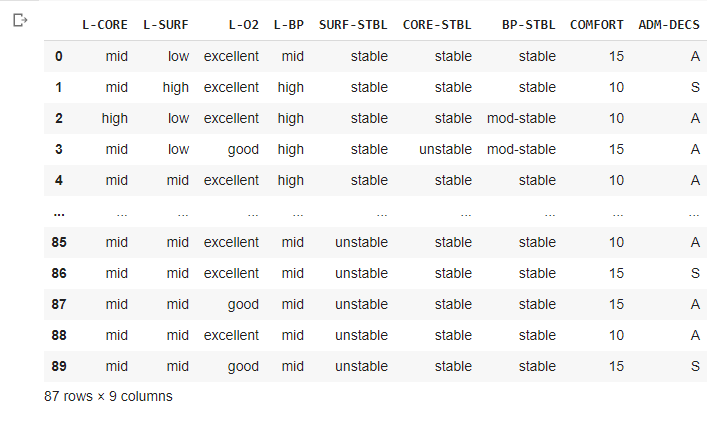 L-CORE L-SURF L-O2 L-BP SURF-STBL CORE-STBL BP-STBL COMFORT ADM-DECS
0 mid low excellent mid stable stable stable 15 A
1 mid high excellent high stable stable stable 10 S
2 high low excellent high stable stable mod-stable 10 A
3 mid low good high stable unstable mod-stable 15 A
4 mid mid excellent high stable stable stable 10 A
... ... ... ... ... ... ... ... ... ...
85 mid mid excellent mid unstable stable stable 10 A
86 mid mid excellent mid unstable stable stable 15 S
87 mid mid good mid unstable stable stable 15 A
88 mid mid excellent mid unstable stable stable 10 A
89 mid mid good mid unstable stable stable 15 S
87 rows × 9 columns